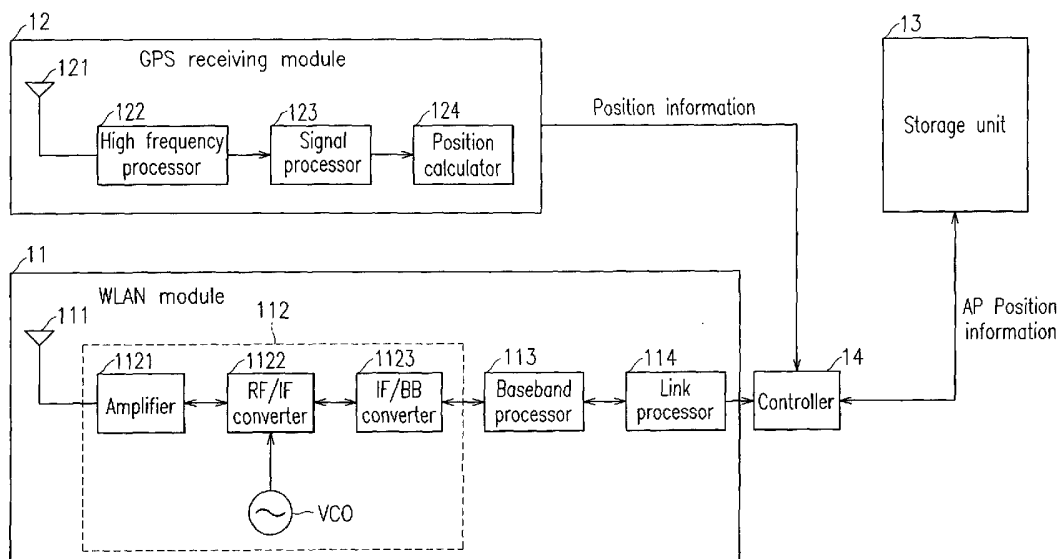 12
GPS receiving module
121
122
High frequency
processor
123
Signal
processor
124
Position
calculator
Position information
13
Storage unit
11
WLAN module
111
112
1121
Amplifier
1122
RF/IF
converter
1123
IF/BB
converter
113
Baseband
processor
114
Link
processor
14
Controller
AP Position
information
VCO